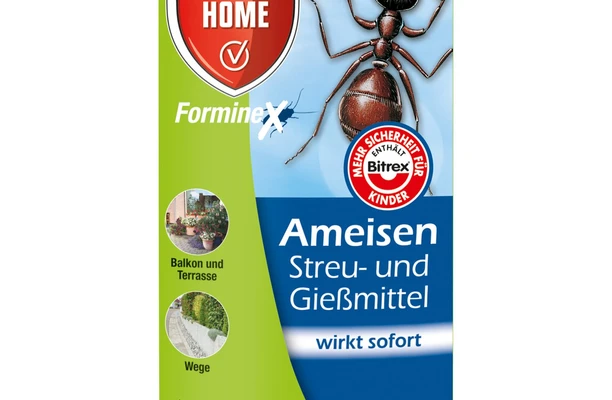 HOME
FormineX
MEHR SICHERHEIT FÜR
ENTHÄLT
Bitrex
KINDER
Ameisen
Streu- und
Gießmittel
wirkt sofort
Balkon und
Terrasse
Wege